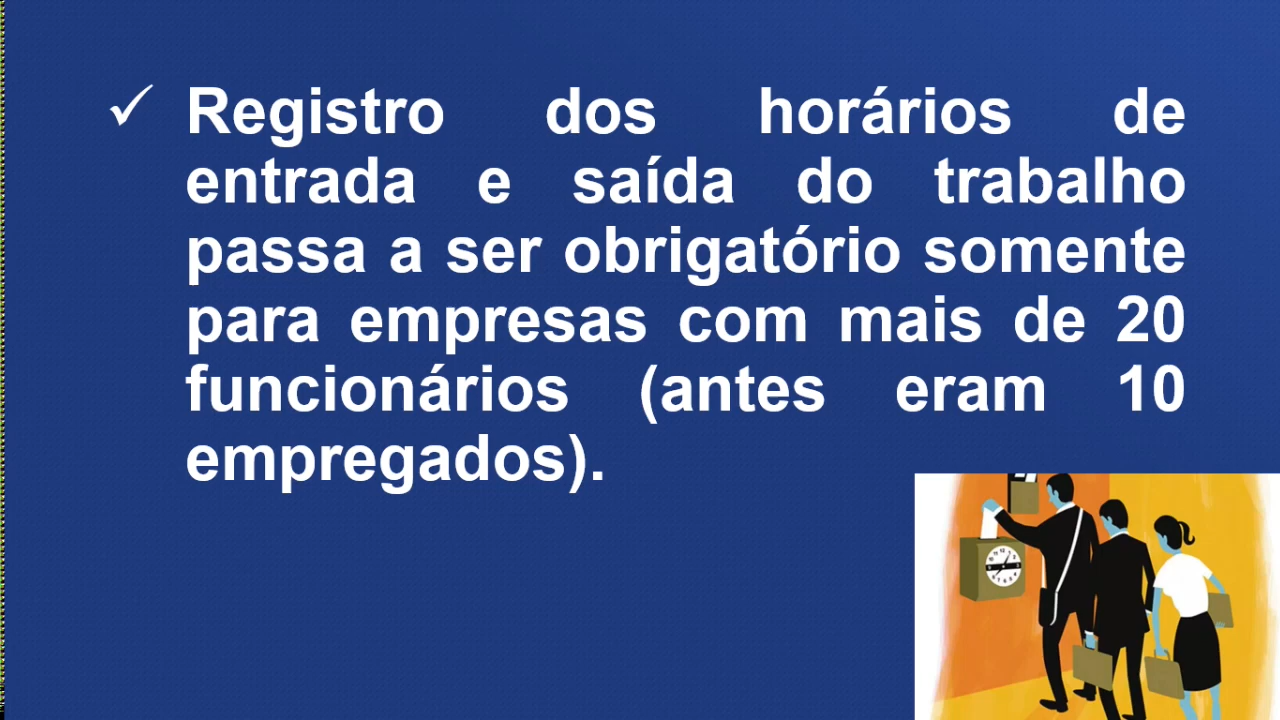 ✓ Registro dos horários de
entrada e saída do trabalho
passa a ser obrigatório somente
para empresas com mais de 20
funcionários (antes eram 10
empregados).